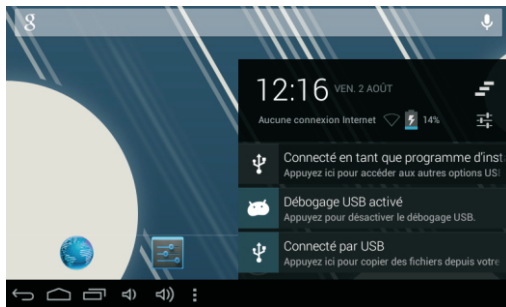 g
12:16 VEN. 2 AOÛT
Aucune connexion Internet 14%
Connecté en tant que programme d'inst
Appuyez ici pour accéder aux autres options US
Débogage USB activé
Appuyez pour désactiver le débogage USB.
Connecté par USB
Appuyez ici pour copier des fichiers depuis votre